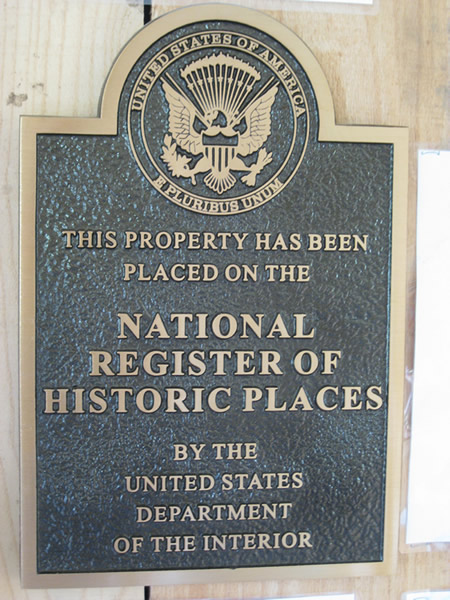 UNITED STATES OF AMERICA
E PLURIBUS UNUM
THIS PROPERTY HAS BEEN
PLACED ON THE
NATIONAL
REGISTER OF
HISTORIC PLACES
BY THE
UNITED STATES
DEPARTMENT
OF THE INTERIOR